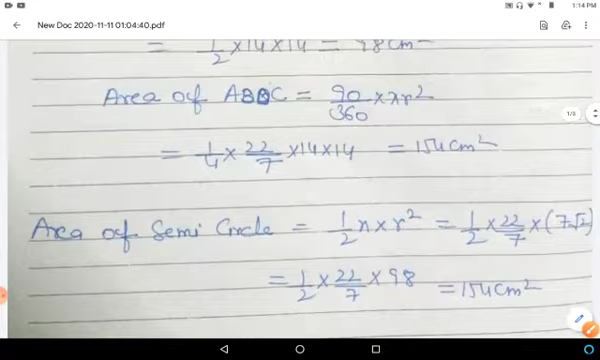 1:14 PM
New Doc 2020-11-11 01:04:40.pdf
= 1/2 × 14 × 14 = 98 cm²
Area of ABDC = 90/360 × πr²
1/3
= 1/4 × 22/7 × 14 × 14 = 154 cm²
Area of Semi Circle = 1/2 π × r² = 1/2 × 22/7 × (7√2)
= 1/2 × 22/7 × 98 = 154 cm²